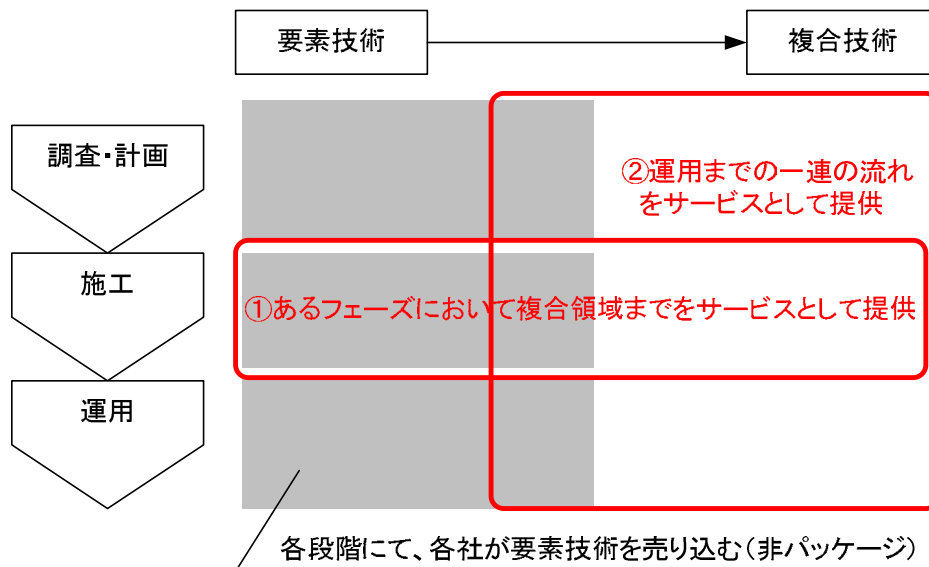 要素技術
複合技術
調査・計画
②運用までの一連の流れ
をサービスとして提供
施工
①あるフェーズにおいて複合領域までをサービスとして提供
運用
各段階にて、各社が要素技術を売り込む(非パッケージ)